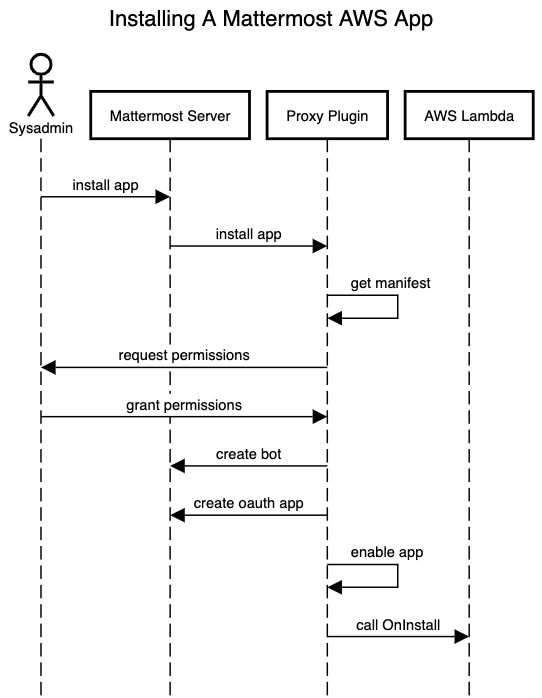 Installing A Mattermost AWS App
Sysadmin
Mattermost Server
Proxy Plugin
AWS Lambda
install app
install app
get manifest
request permissions
grant permissions
create bot
create oauth app
enable app
call OnInstall